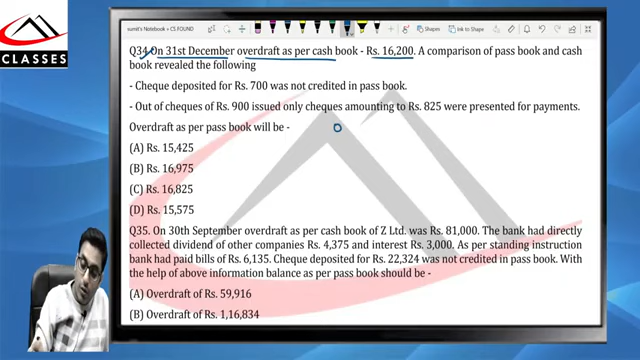 sumit's Notebook » CS FOUND
Shapes
Convert
CLASSES
Q34 On 31st December overdraft as per cash book - Rs. 16,200. A comparison of pass book and cash
book revealed the following
- Cheque deposited for Rs. 700 was not credited in pass book.
- Out of cheques of Rs. 900 issued only cheques amounting to Rs. 825 were presented for payments.
Overdraft as per pass book will be -
(A) Rs. 15,425
(B) Rs. 16,975
(C) Rs. 16,825
(D) Rs. 15,575
Q35. On 30th September overdraft as per cash book of Z Ltd. was Rs. 81,000. The bank had directly
collected dividend of other companies Rs. 4,375 and interest Rs. 3,000. As per standing instruction
bank had paid bills of Rs. 6,135. Cheque deposited for Rs. 22,324 was not credited in pass book. With
the help of above information balance as per pass book should be -
(A) Overdraft of Rs. 59,916
(B) Overdraft of Rs. 1,16,834